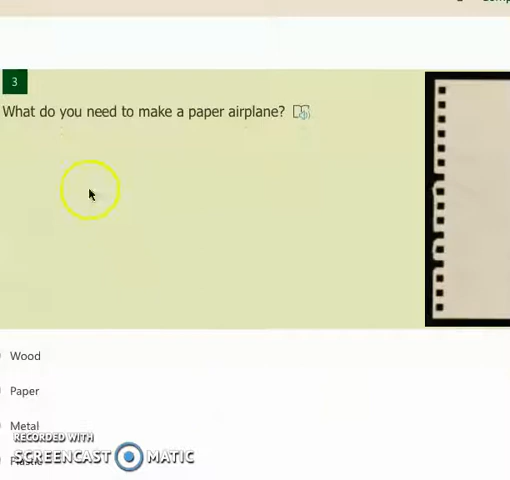 3
What do you need to make a paper airplane?
Wood
Paper
Metal
RECORDED WITH
SCREENCAST MATIC